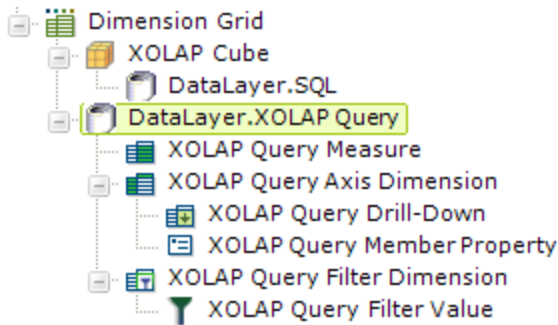 Dimension Grid
XOLAP Cube
DataLayer.SQL
DataLayer.XOLAP Query
XOLAP Query Measure
XOLAP Query Axis Dimension
XOLAP Query Drill-Down
XOLAP Query Member Property
XOLAP Query Filter Dimension
XOLAP Query Filter Value